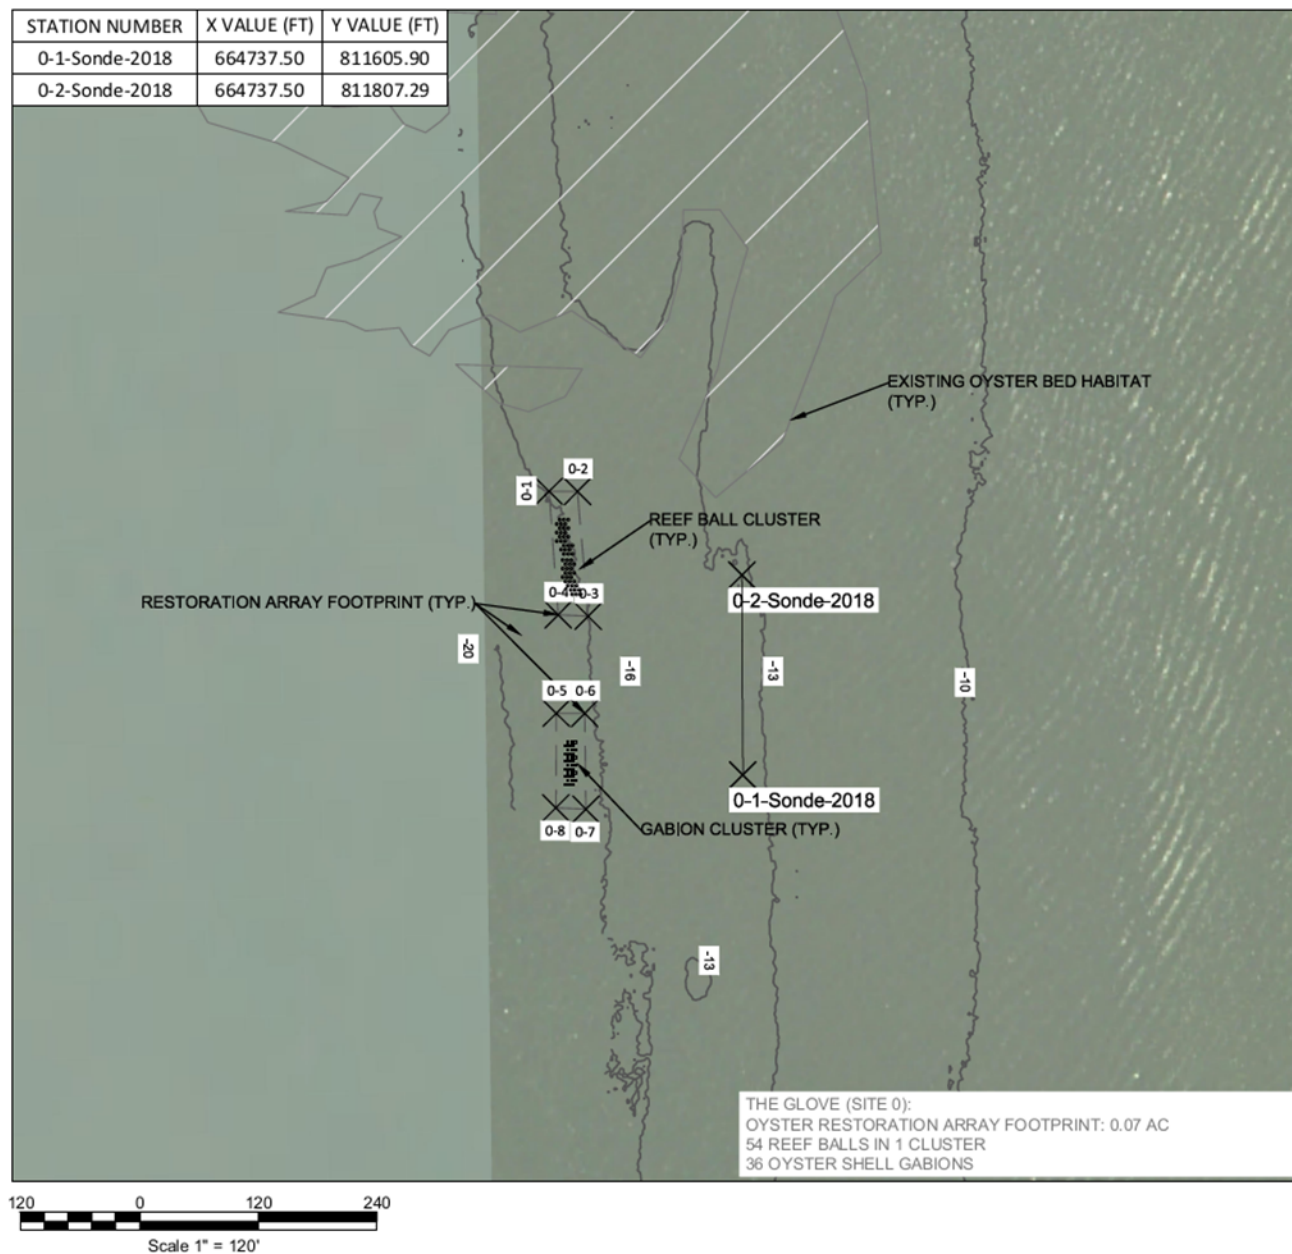 STATION NUMBER X VALUE (FT) Y VALUE (FT)
0-1-Sonde-2018 664737.50 811605.90
0-2-Sonde-2018 664737.50 811807.29
EXISTING OYSTER BED HABITAT
(TYP.)
0-2
0-1
REEF BALL CLUSTER
(TYP.)
0-4
0-3
RESTORATION ARRAY FOOTPRINT (TYP.)
0-2-Sonde-2018
-20
-16
-13
-10
0-5
0-6
0-1-Sonde-2018
0-8
0-7
GABION CLUSTER (TYP.)
-13
THE GLOVE (SITE 0):
OYSTER RESTORATION ARRAY FOOTPRINT: 0.07 AC
54 REEF BALLS IN 1 CLUSTER
36 OYSTER SHELL GABIONS
120 0 120 240
Scale 1" = 120'